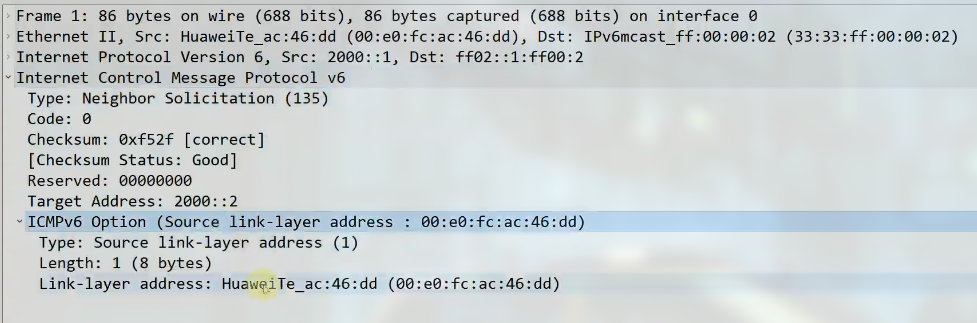 Frame 1: 86 bytes on wire (688 bits), 86 bytes captured (688 bits) on interface 0
Ethernet II, Src: HuaweiTe_ac:46:dd (00:e0:fc:ac:46:dd), Dst: IPv6mcast_ff:00:00:02 (33:33:ff:00:00:02)
Internet Protocol Version 6, Src: 2000::1, Dst: ff02::1:ff00:2
Internet Control Message Protocol v6
Type: Neighbor Solicitation (135)
Code: 0
Checksum: 0xf52f [correct]
[Checksum Status: Good]
Reserved: 00000000
Target Address: 2000::2
ICMPv6 Option (Source link-layer address : 00:e0:fc:ac:46:dd)
Type: Source link-layer address (1)
Length: 1 (8 bytes)
Link-layer address: HuaweiTe_ac:46:dd (00:e0:fc:ac:46:dd)